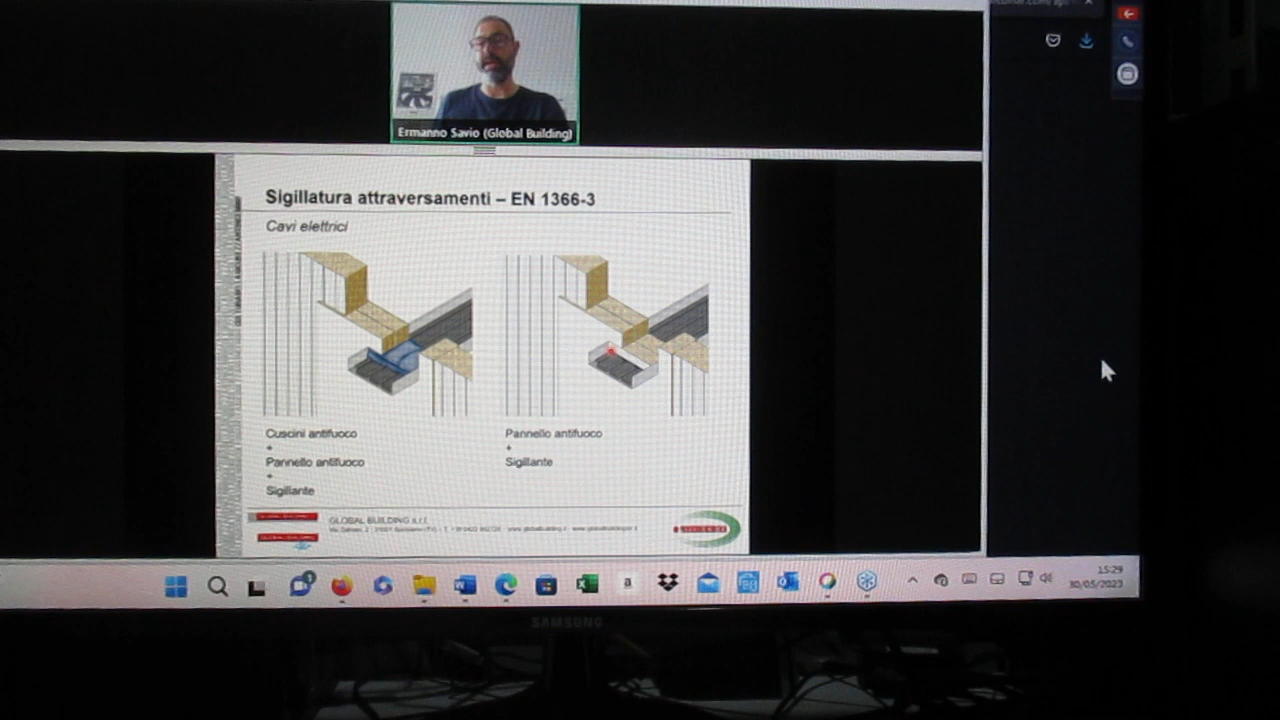 Ermanno Savio (Global Building)
Sigillatura attraversamenti – EN 1366-3
Cavi elettrici
Cuscini antifuoco
+
Pannello antifuoco
+
Sigillante
Pannello antifuoco
+
Sigillante
GLOBAL BUILDING s.r.l.
15:29
30/05/2023
SAMSUNG